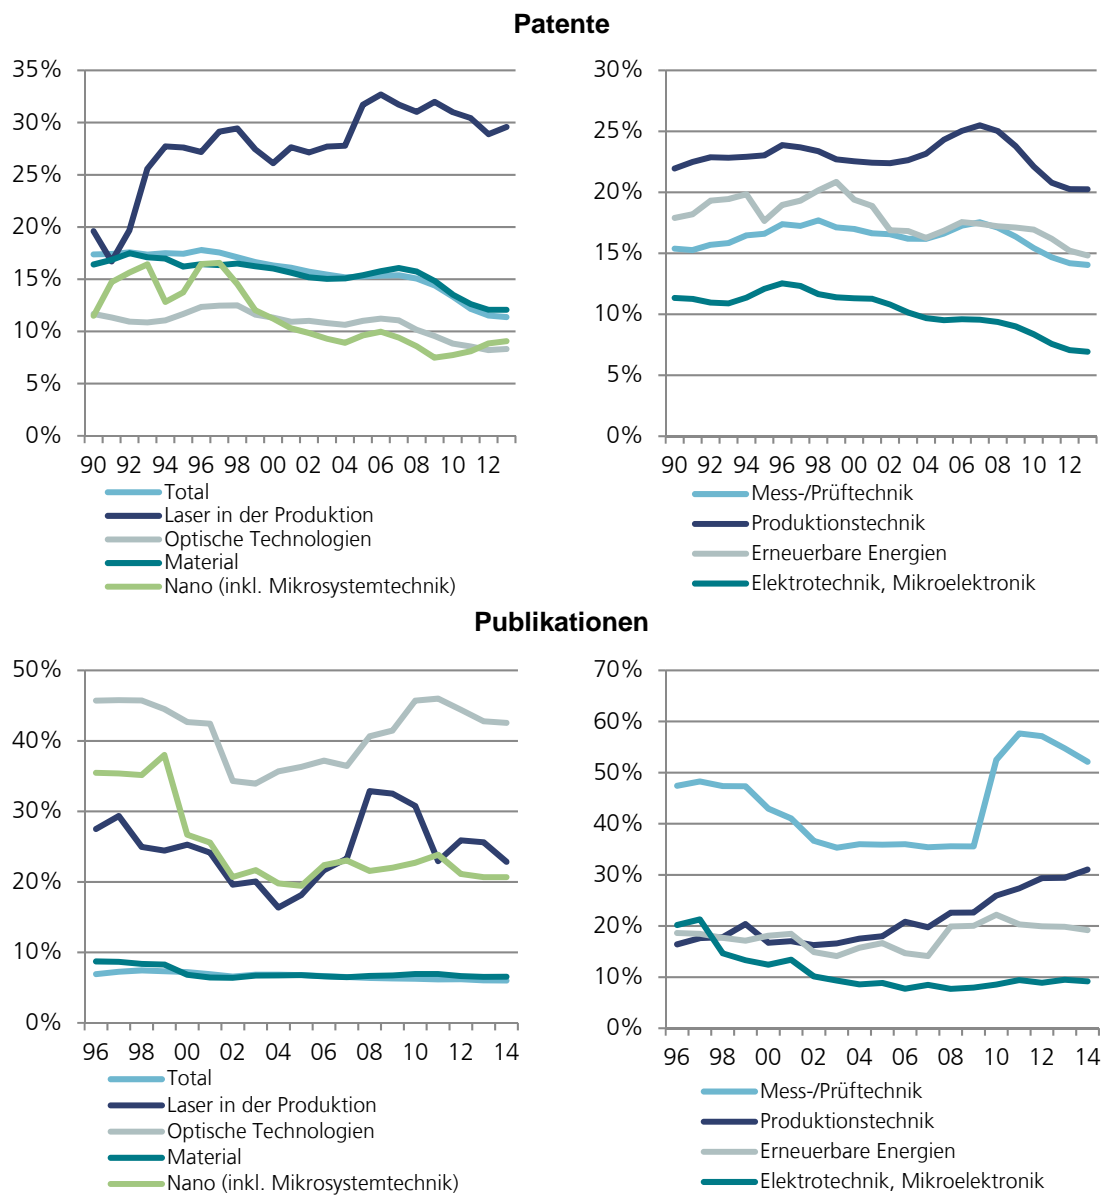 Patente
35%
30%
25%
20%
15%
10%
5%
0%
90 92 94 96 98 00 02 04 06 08 10 12
Total
Laser in der Produktion
Optische Technologien
Material
Nano (inkl. Mikrosystemtechnik)
30%
25%
20%
15%
10%
5%
0%
90 92 94 96 98 00 02 04 06 08 10 12
Mess-/Prüftechnik
Produktionstechnik
Erneuerbare Energien
Elektrotechnik, Mikroelektronik
Publikationen
50%
40%
30%
20%
10%
0%
96 98 00 02 04 06 08 10 12 14
Total
Laser in der Produktion
Optische Technologien
Material
Nano (inkl. Mikrosystemtechnik)
70%
60%
50%
40%
30%
20%
10%
0%
96 98 00 02 04 06 08 10 12 14
Mess-/Prüftechnik
Produktionstechnik
Erneuerbare Energien
Elektrotechnik, Mikroelektronik